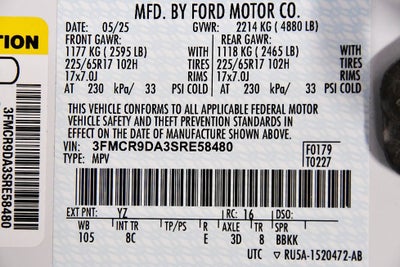 MFD. BY FORD MOTOR CO.
DATE: 05/25 GVWR: 2214 KG ( 4880 LB)
FRONT GAWR: REAR GAWR:
1177 KG ( 2595 LB) WITH 1118 KG ( 2465 LB) WITH
225/65R17 102H TIRES 225/65R17 102H TIRES
17x7.0J RIMS 17x7.0J RIMS
AT 230 kPa/ 33 PSI COLD AT 230 kPa/ 33 PSI COLD
THIS VEHICLE CONFORMS TO ALL APPLICABLE FEDERAL MOTOR
VEHICLE SAFETY AND THEFT PREVENTION STANDARDS IN
EFFECT ON THE DATE OF MANUFACTURE SHOWN ABOVE.
VIN: 3FMCR9DA3SRE58480 F0179
TYPE: MPV T0227
EXT PNT: YZ RC: 16 DSO:
WB INT TR TP/PS R AXLE TR SPR
105 8C E 3D 8 BBKK
UTC RU5A-1520472-AB
TION
3FMCR9DA3SRE58480